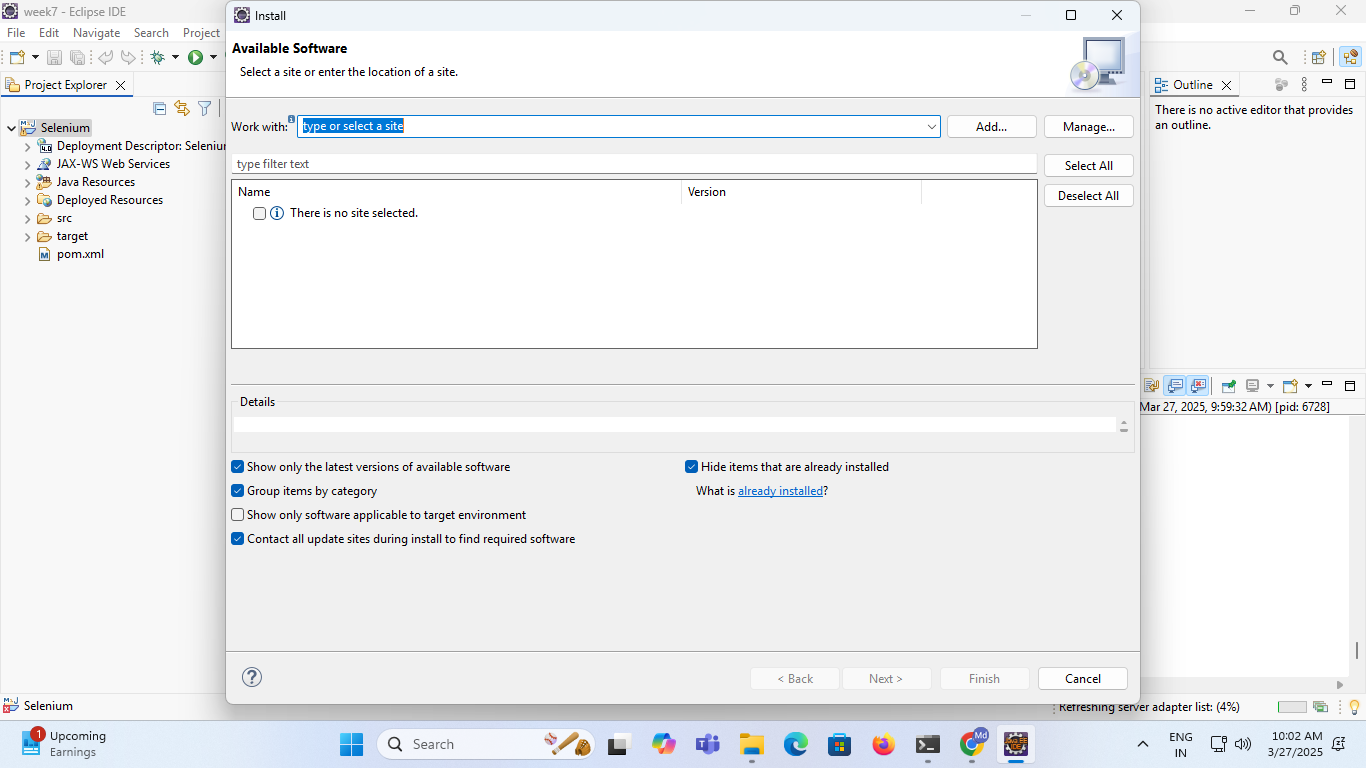 week7 - Eclipse IDE
File Edit Navigate Search Project
Project Explorer
Selenium
4.0 Deployment Descriptor: Seleniu
JAX-WS Web Services
Java Resources
Deployed Resources
src
target
pom.xml
Install
Available Software
Select a site or enter the location of a site.
Work with: type or select a site Add... Manage...
type filter text Select All
Deselect All
Name Version
There is no site selected.
Details
Show only the latest versions of available software Hide items that are already installed
Group items by category What is already installed?
Show only software applicable to target environment
Contact all update sites during install to find required software
? < Back Next > Finish Cancel
Outline
There is no active editor that provides
an outline.
Mar 27, 2025, 9:59:32 AM) [pid: 6728]
Selenium
Refreshing server adapter list: (4%)
1 Upcoming
Earnings
Search
Md
Java EE
IDE
ENG
IN
10:02 AM
3/27/2025